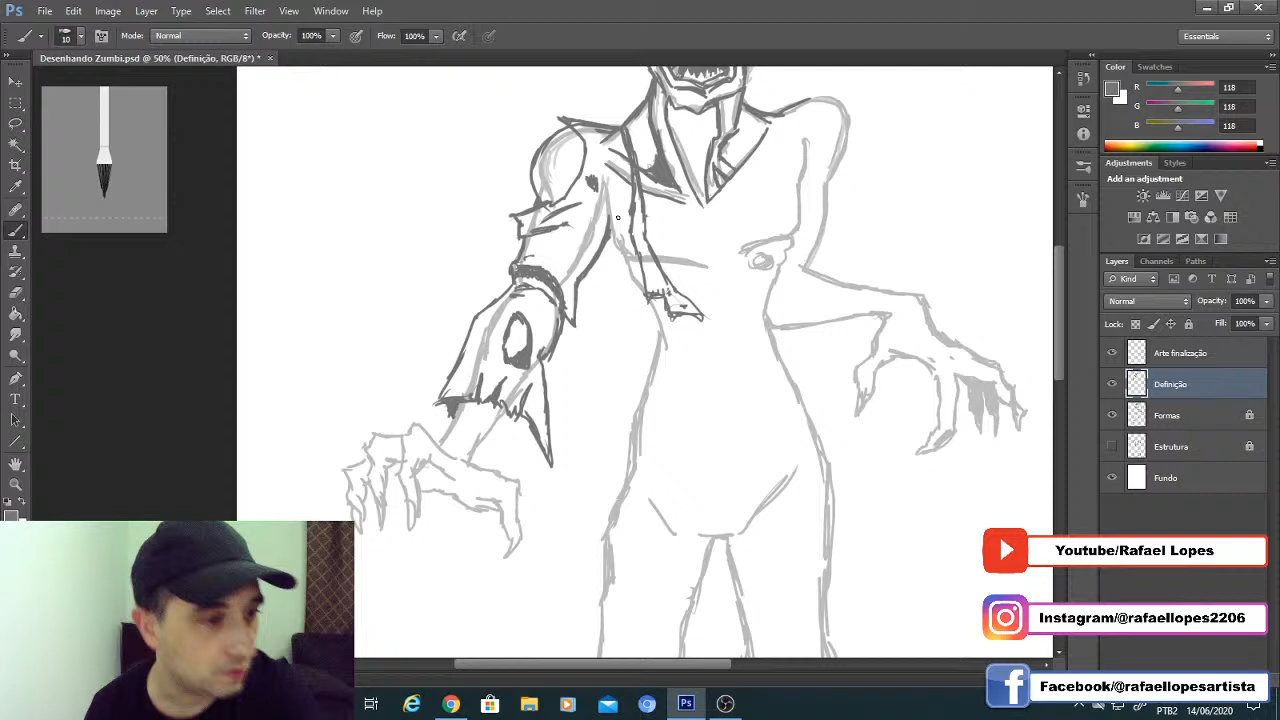 Ps File Edit Image Layer Type Select Filter View Window Help
10 Mode: Normal Opacity: 100% Flow: 100% Essentials
Desenhando Zumbi.psd @ 50% (Definição, RGB/8*) * ×
Color Swatches
R 118
G 118
B 118
Adjustments Styles
Add an adjustment
Layers Channels Paths
Kind
Normal Opacity: 100%
Lock: Fill: 100%
Arte finalização
Definição
Formas
Estrutura
Fundo
Youtube/Rafael Lopes
Instagram/@rafaellopes2206
Facebook/@rafaellopesartista
PTB2 14/06/2020